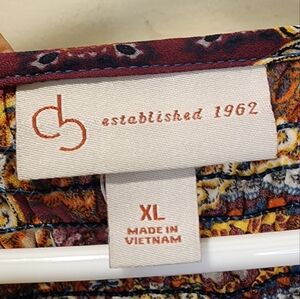 cb
established 1962
XL
MADE IN
VIETNAM